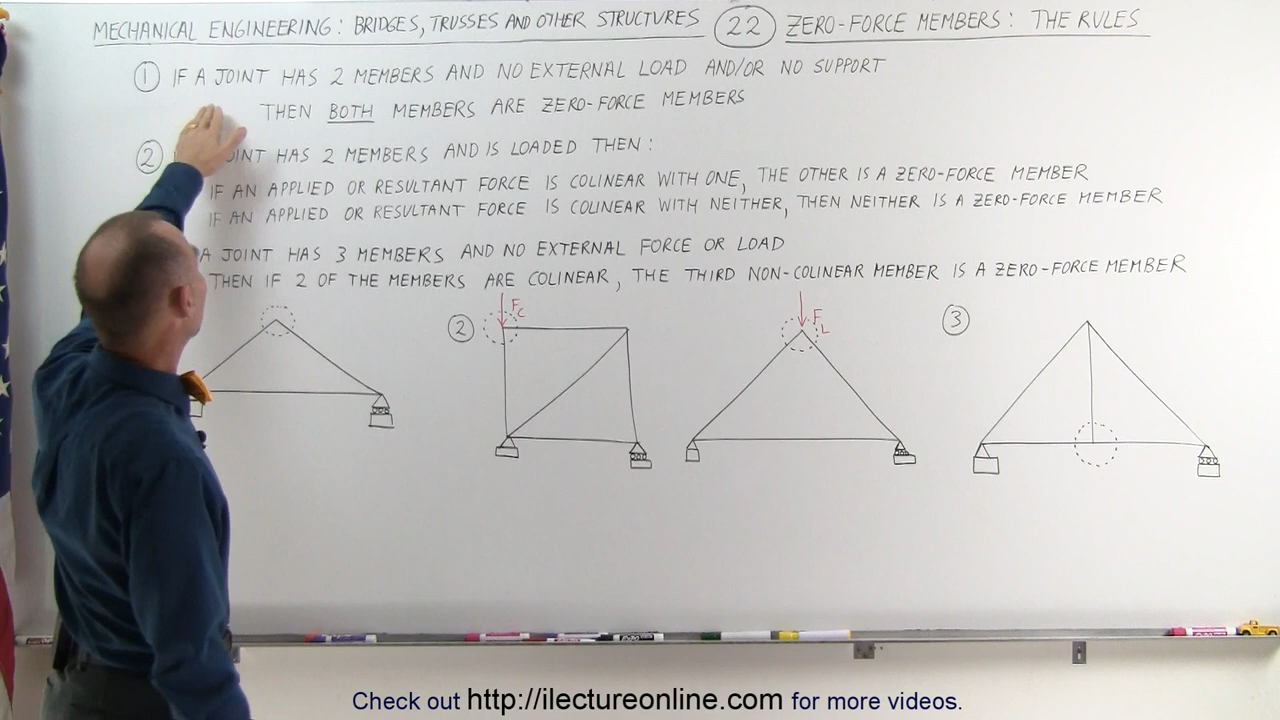 MECHANICAL ENGINEERING: BRIDGES, TRUSSES AND OTHER STRUCTURES 22 ZERO-FORCE MEMBERS: THE RULES
1 IF A JOINT HAS 2 MEMBERS AND NO EXTERNAL LOAD AND/OR NO SUPPORT
THEN BOTH MEMBERS ARE ZERO-FORCE MEMBERS
2 JOINT HAS 2 MEMBERS AND IS LOADED THEN:
IF AN APPLIED OR RESULTANT FORCE IS COLINEAR WITH ONE, THE OTHER IS A ZERO-FORCE MEMBER
IF AN APPLIED OR RESULTANT FORCE IS COLINEAR WITH NEITHER, THEN NEITHER IS A ZERO-FORCE MEMBER
A JOINT HAS 3 MEMBERS AND NO EXTERNAL FORCE OR LOAD
THEN IF 2 OF THE MEMBERS ARE COLINEAR, THE THIRD NON-COLINEAR MEMBER IS A ZERO-FORCE MEMBER
2 FC FL 3
Check out http://ilectureonline.com for more videos.